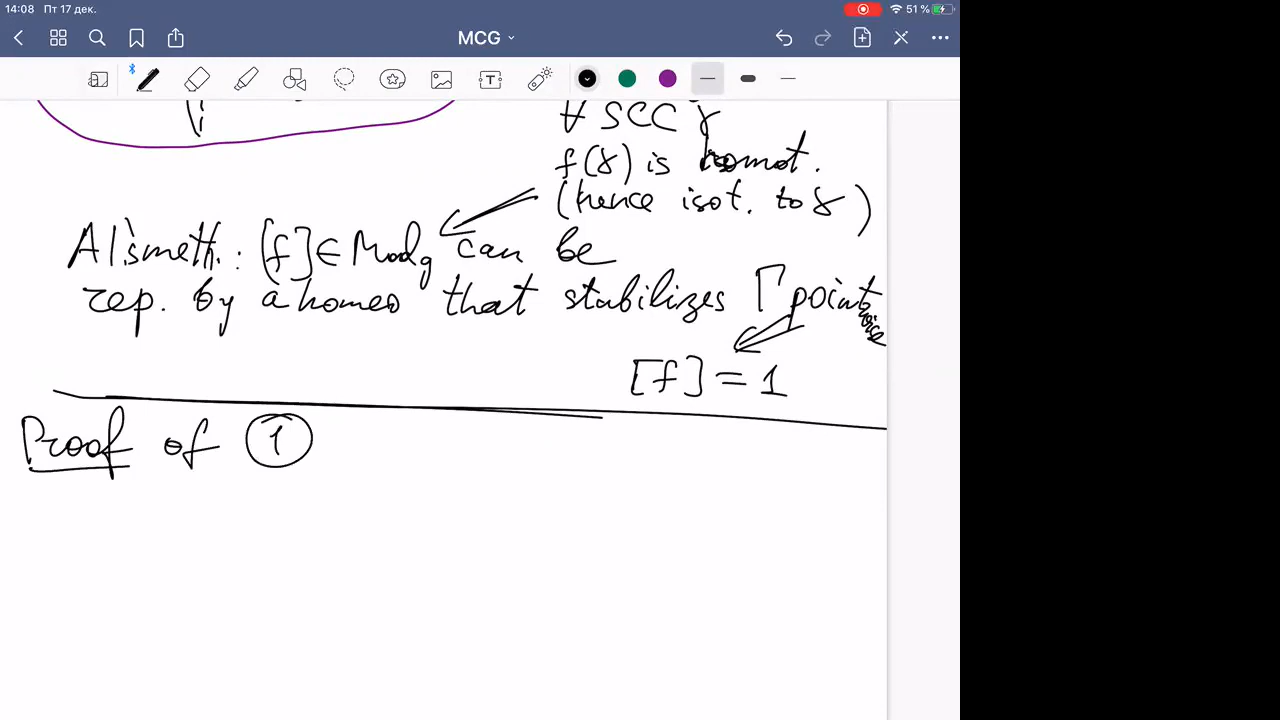 14:08 Пт 17 дек.
51 %
MCG
T
∀ SCC γ
f(γ) is homot.
(hence isot. to γ)
[f] ∈ Mod_g can be
rep. by a homeo that stabilizes Γ pointwise
[f] = 1
Proof of ①